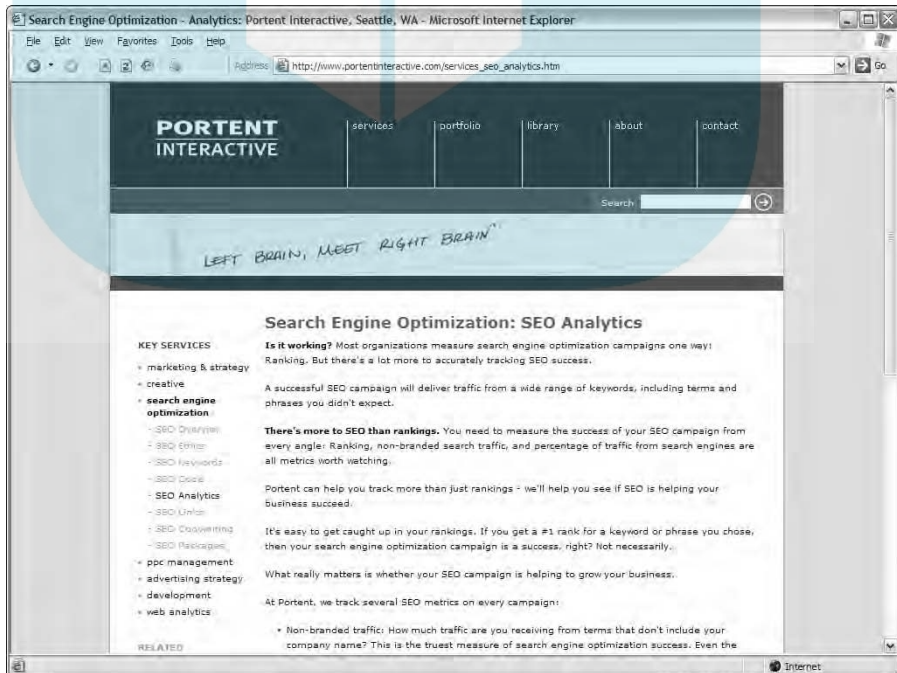 Search Engine Optimization - Analytics: Portent Interactive, Seattle, WA - Microsoft Internet Explorer
File Edit View Favorites Tools Help
Address http://www.portentinteractive.com/services_seo_analytics.htm Go
PORTENT
INTERACTIVE
services portfolio library about contact
Search
LEFT BRAIN, MEET RIGHT BRAIN
Search Engine Optimization: SEO Analytics
KEY SERVICES
marketing & strategy
creative
search engine
optimization
- SEO Overview
- SEO Ethics
- SEO Keywords
- SEO Code
- SEO Analytics
- SEO Links
- SEO Copywriting
- SEO Packages
ppc management
advertising strategy
development
web analytics
RELATED
Is it working? Most organizations measure search engine optimization campaigns one way:
Ranking. But there's a lot more to accurately tracking SEO success.
A successful SEO campaign will deliver traffic from a wide range of keywords, including terms and
phrases you didn't expect.
There's more to SEO than rankings. You need to measure the success of your SEO campaign from
every angle: Ranking, non-branded search traffic, and percentage of traffic from search engines are
all metrics worth watching.
Portent can help you track more than just rankings - we'll help you see if SEO is helping your
business succeed.
It's easy to get caught up in your rankings. If you get a #1 rank for a keyword or phrase you chose,
then your search engine optimization campaign is a success, right? Not necessarily.
What really matters is whether your SEO campaign is helping to grow your business.
At Portent, we track several SEO metrics on every campaign:
• Non-branded traffic: How much traffic are you receiving from terms that don't include your
company name? This is the truest measure of search engine optimization success. Even the
Internet